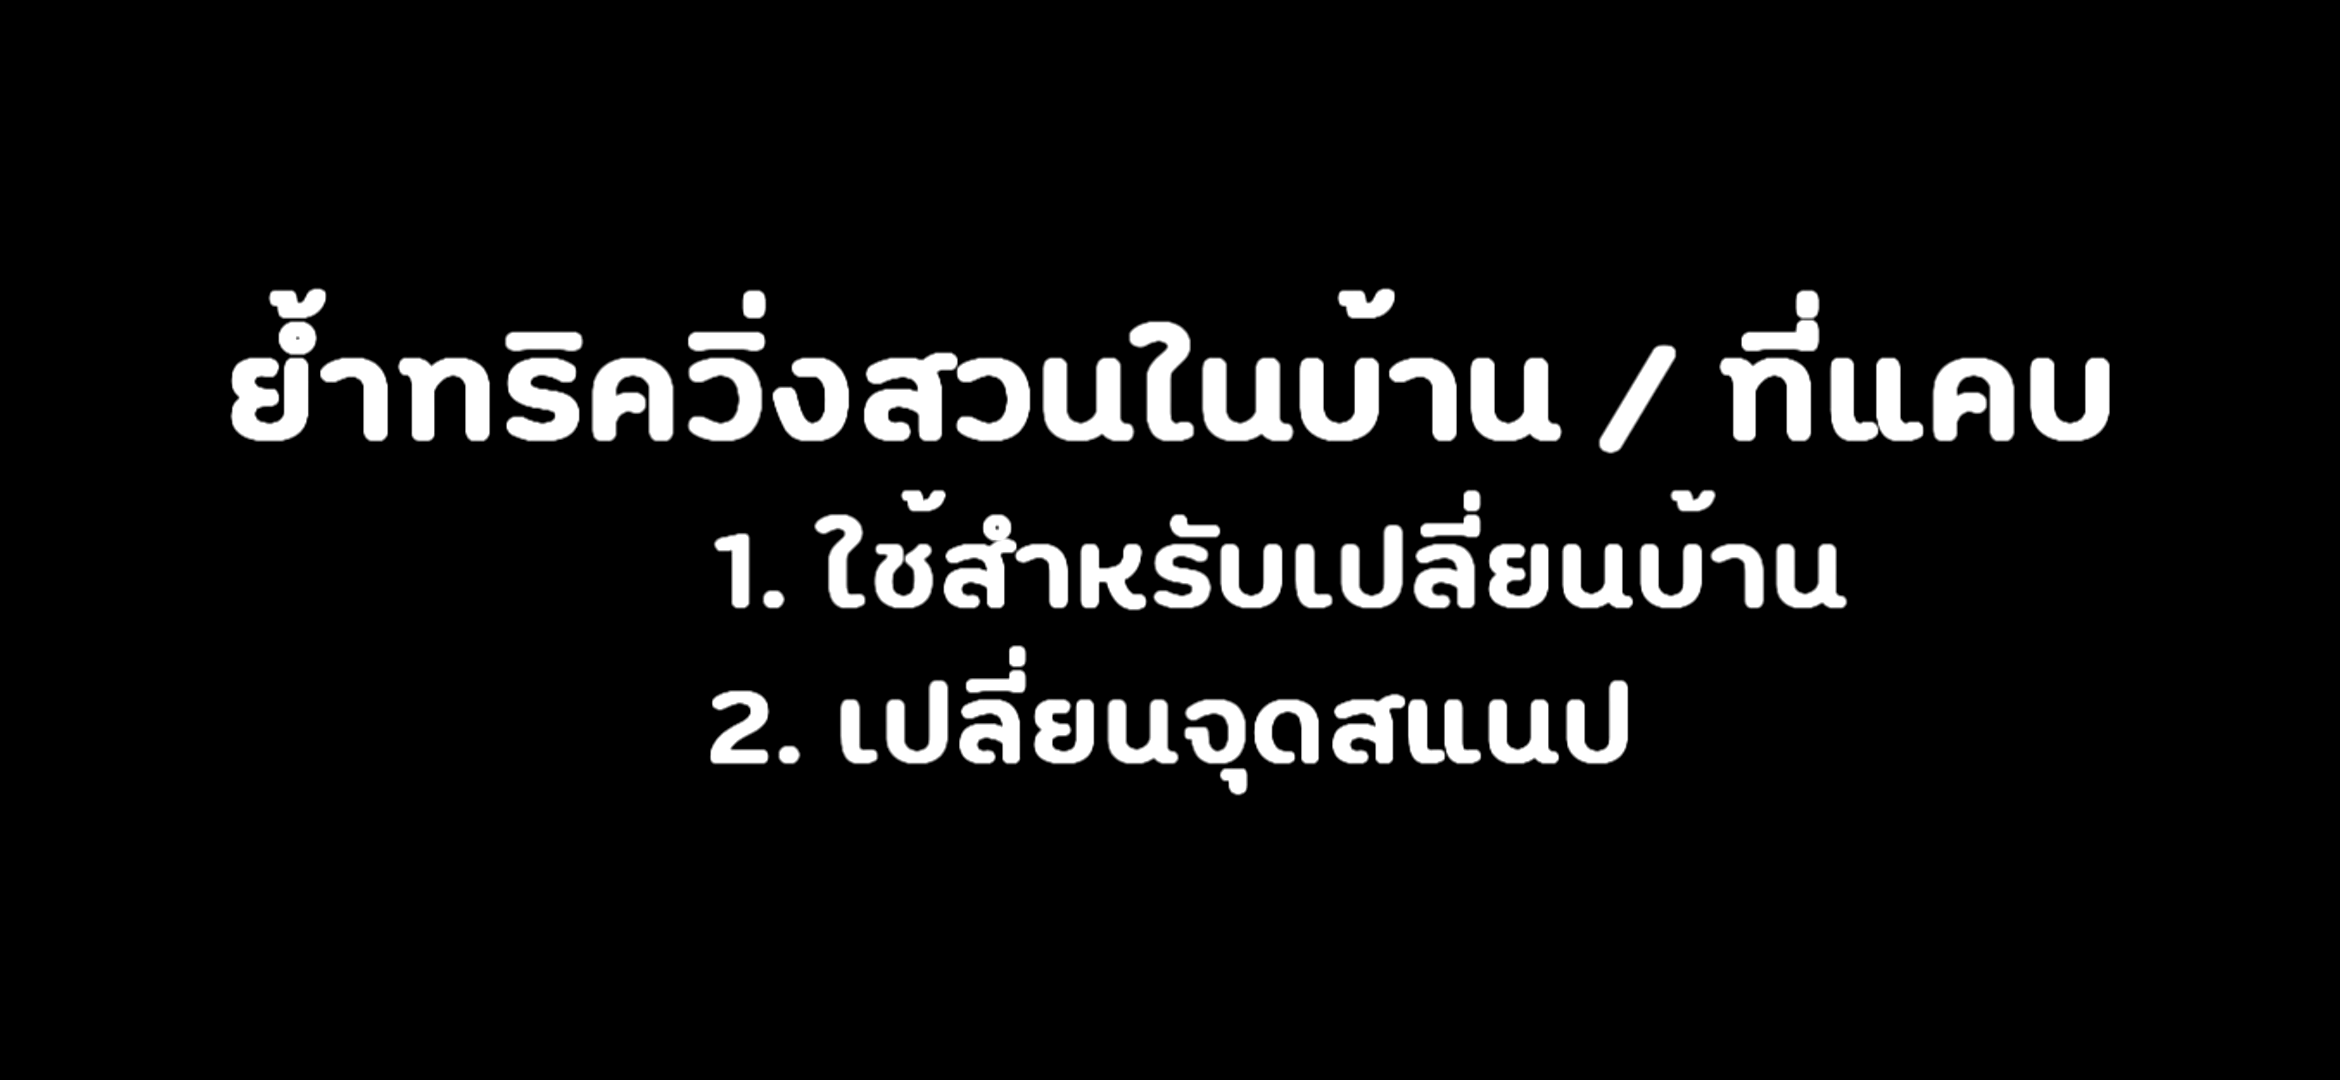 ย้ำทริควิ่งสวนในบ้าน / ที่แคบ
1. ใช้สำหรับเปลี่ยนบ้าน
2. เปลี่ยนจุดสแนป